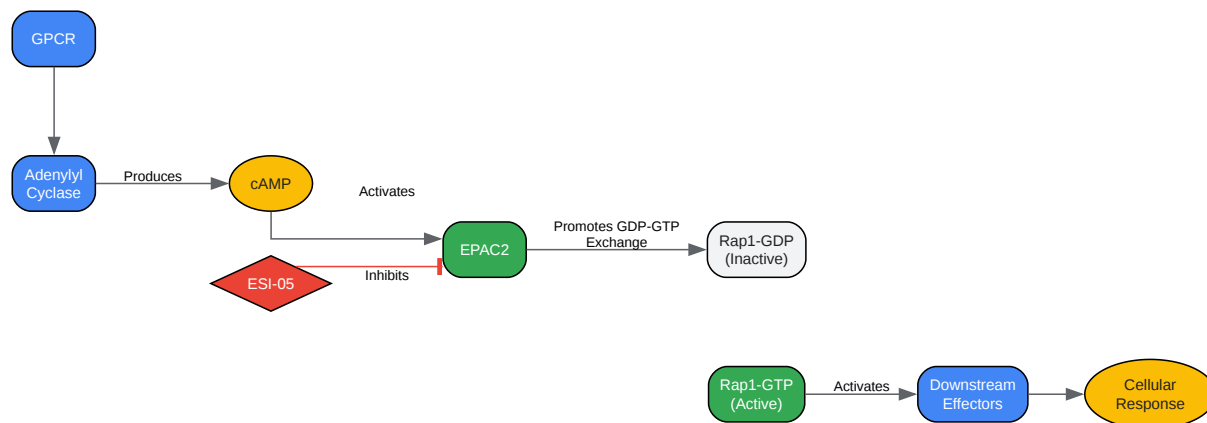 GPCR
Adenylyl
Cyclase
Produces
cAMP
Activates
EPAC2
Promotes GDP-GTP
Exchange
Rap1-GDP
(Inactive)
ESI-05
Inhibits
Rap1-GTP
(Active)
Activates
Downstream
Effectors
Cellular
Response